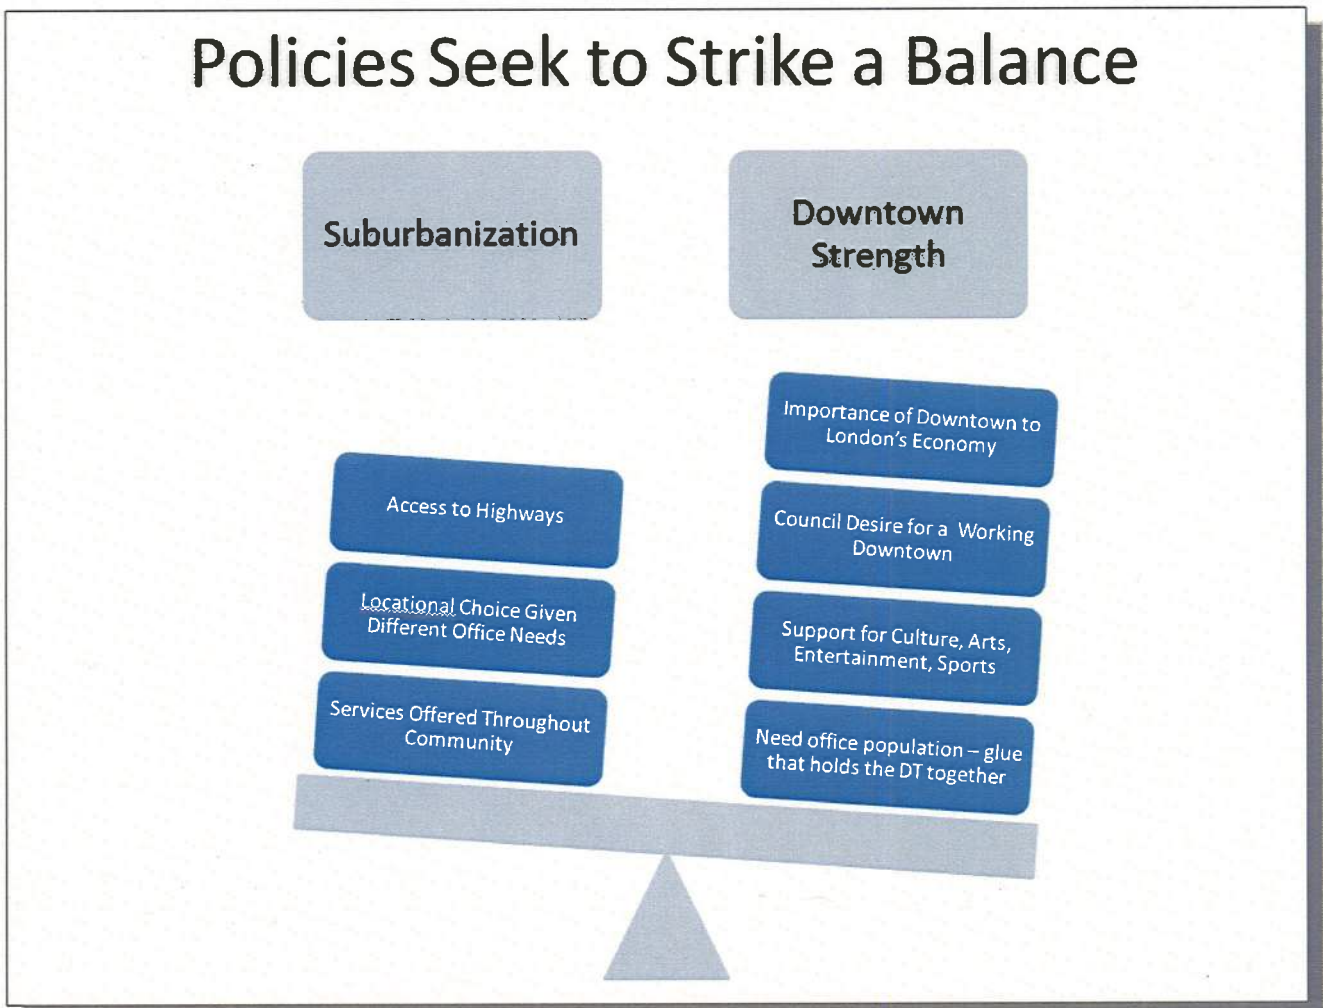 Policies Seek to Strike a Balance
Suburbanization
Downtown
Strength
Access to Highways
Locational Choice Given
Different Office Needs
Services Offered Throughout
Community
Importance of Downtown to
London's Economy
Council Desire for a Working
Downtown
Support for Culture, Arts,
Entertainment, Sports
Need office population – glue
that holds the DT together